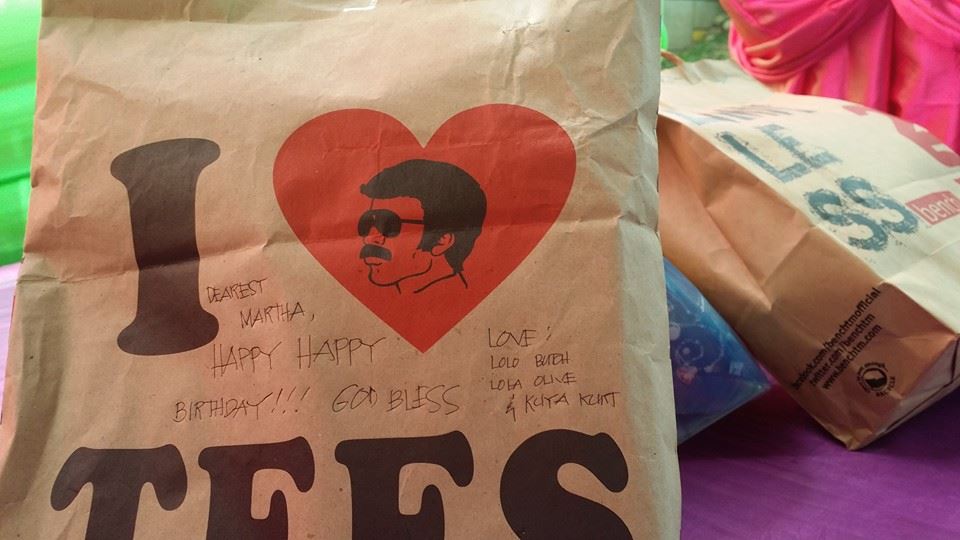 I
DEAREST
MARTHA,
HAPPY HAPPY
BIRTHDAY!!! GOD BLESS
LOVE:
LOLO BUTCH
LOLA OLIVE
& KUYA KURT
TEES
LE
SS
bench
facebook.com/benchtmofficial
twitter.com/benchtm
www.benchtm.com